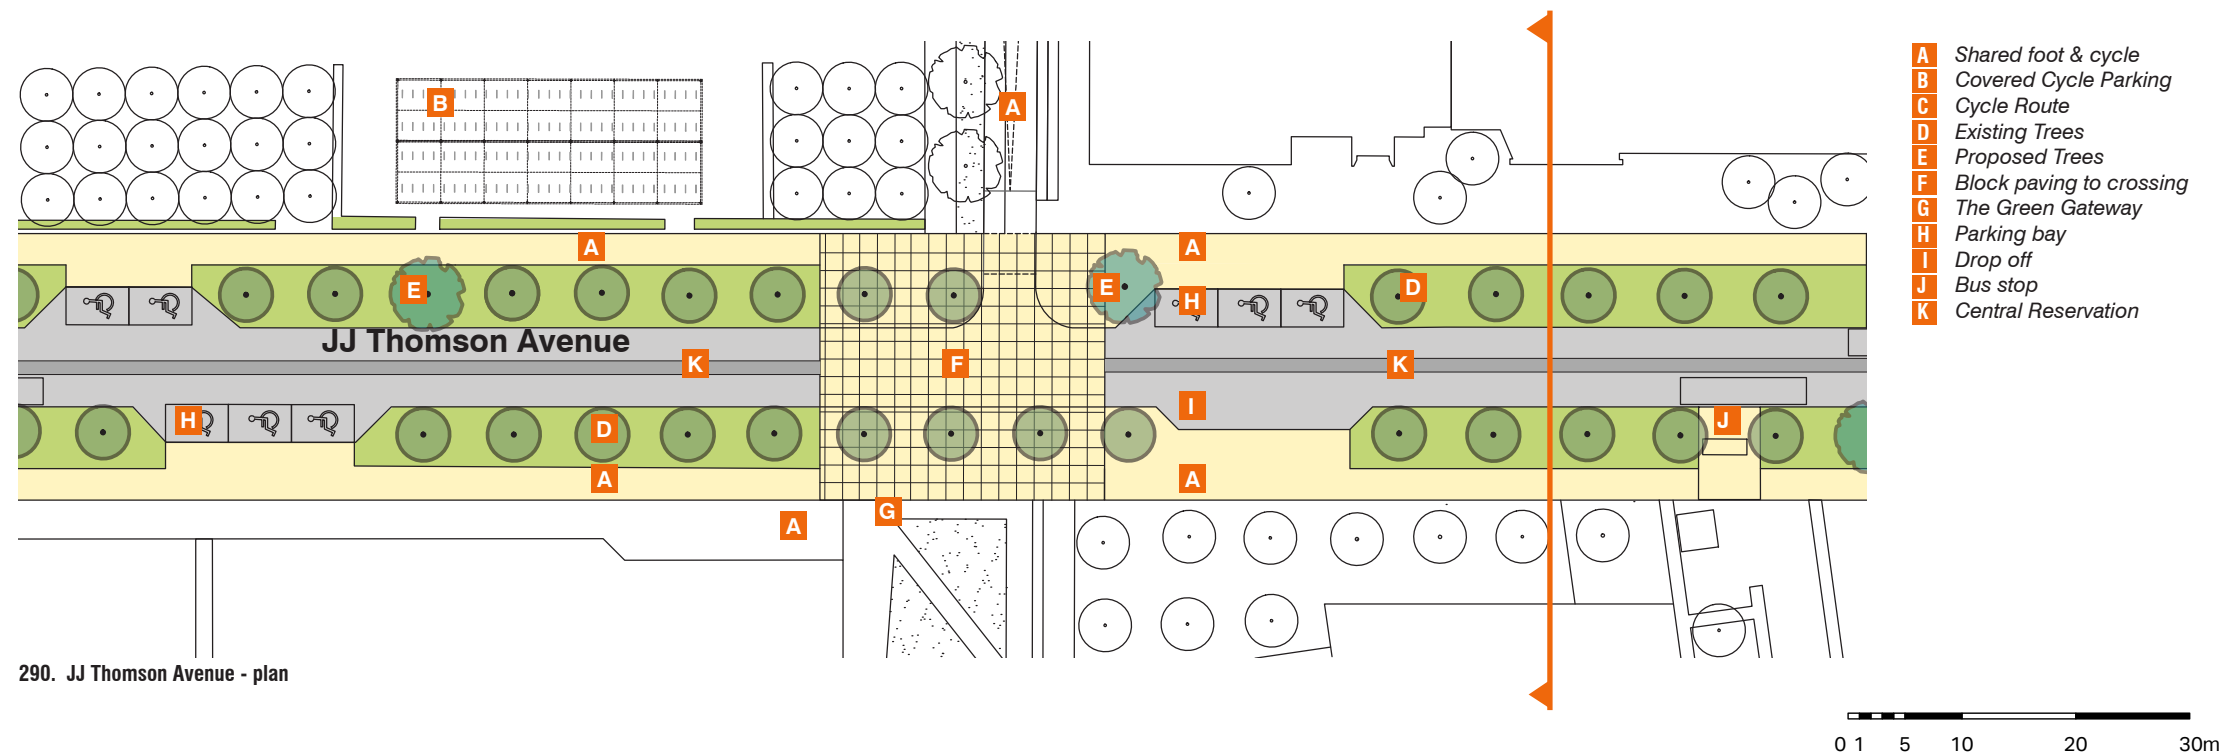 B
A
A Shared foot & cycle
B Covered Cycle Parking
C Cycle Route
D Existing Trees
E Proposed Trees
F Block paving to crossing
G The Green Gateway
H Parking bay
I Drop off
J Bus stop
K Central Reservation
A
A
E
E
H
D
JJ Thomson Avenue
K
F
K
H
D
I
J
A
A
G
A
290. JJ Thomson Avenue - plan
0 1 5 10 20 30m